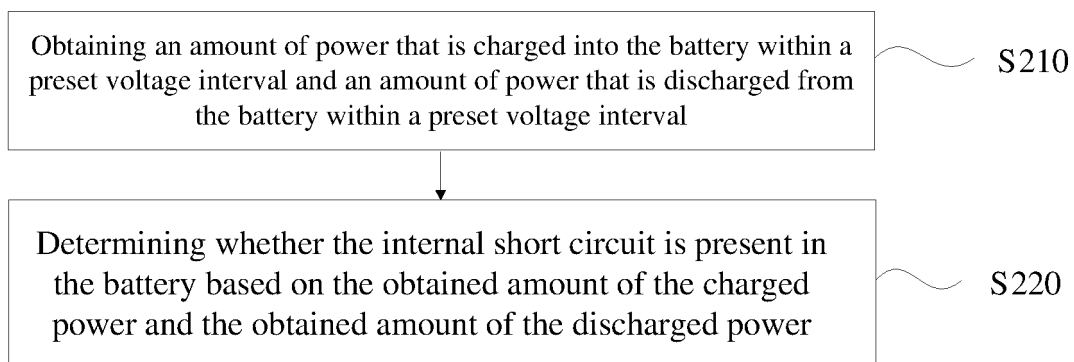 Obtaining an amount of power that is charged into the battery within a
preset voltage interval and an amount of power that is discharged from
the battery within a preset voltage interval
S210
Determining whether the internal short circuit is present in
the battery based on the obtained amount of the charged
power and the obtained amount of the discharged power
S220